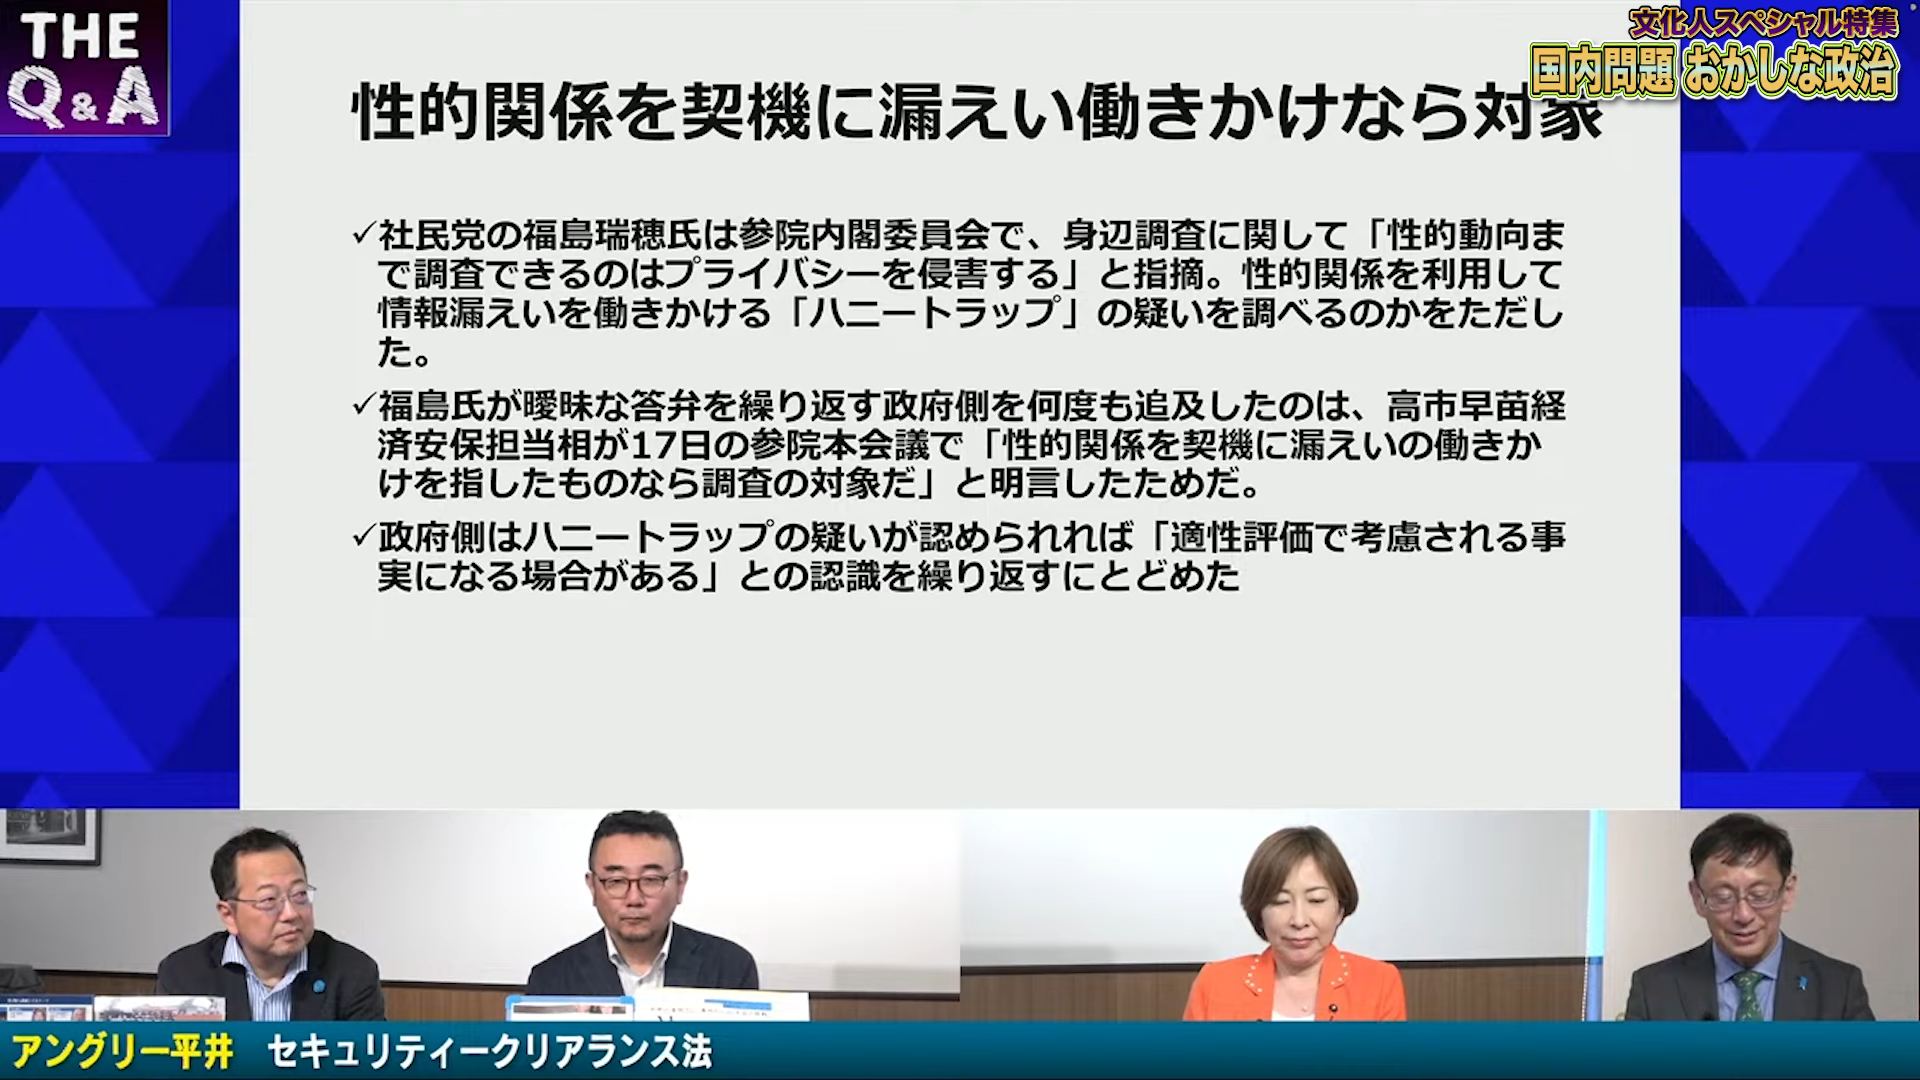 THE
Q&A
文化人スペシャル特集
国内問題 おかしな政治
性的関係を契機に漏えい働きかけなら対象
✓社民党の福島瑞穂氏は参院内閣委員会で、身辺調査に関して「性的動向ま
で調査できるのはプライバシーを侵害する」と指摘。性的関係を利用して
情報漏えいを働きかける「ハニートラップ」の疑いを調べるのかをただし
た。
✓福島氏が曖昧な答弁を繰り返す政府側を何度も追及したのは、高市早苗経
済安保担当相が17日の参院本会議で「性的関係を契機に漏えいの働きか
けを指したものなら調査の対象だ」と明言したためだ。
✓政府側はハニートラップの疑いが認められれば「適性評価で考慮される事
実になる場合がある」との認識を繰り返すにとどめた
アングリー平井 セキュリティークリアランス法